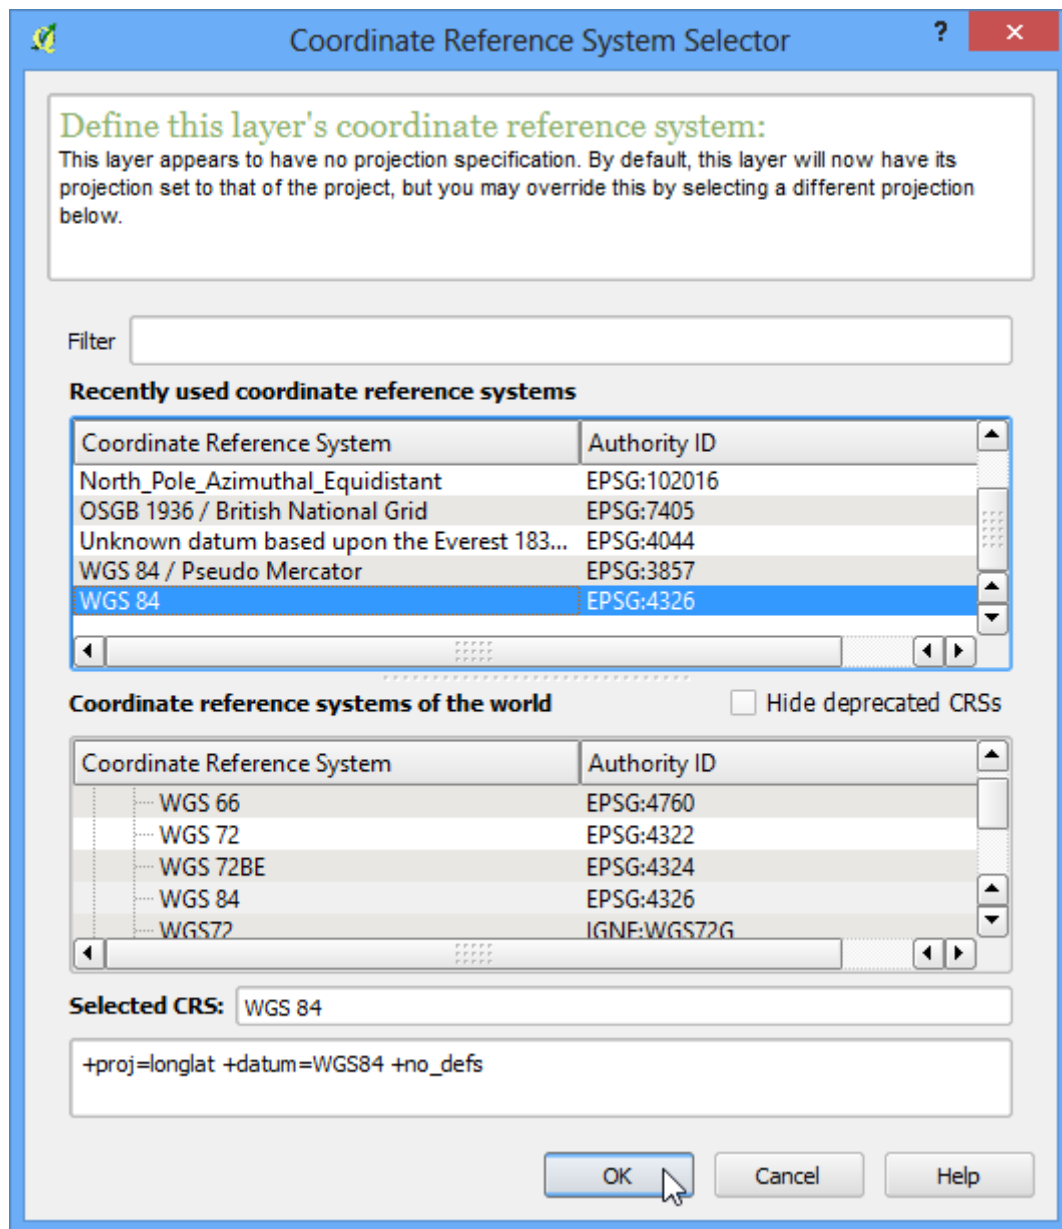 Coordinate Reference System Selector ? ×
Define this layer's coordinate reference system:
This layer appears to have no projection specification. By default, this layer will now have its
projection set to that of the project, but you may override this by selecting a different projection
below.
Filter
Recently used coordinate reference systems
Coordinate Reference System Authority ID
North_Pole_Azimuthal_Equidistant EPSG:102016
OSGB 1936 / British National Grid EPSG:7405
Unknown datum based upon the Everest 183... EPSG:4044
WGS 84 / Pseudo Mercator EPSG:3857
WGS 84 EPSG:4326
Coordinate reference systems of the world Hide deprecated CRSs
Coordinate Reference System Authority ID
WGS 66 EPSG:4760
WGS 72 EPSG:4322
WGS 72BE EPSG:4324
WGS 84 EPSG:4326
WGS72 IGNF:WGS72G
Selected CRS: WGS 84
+proj=longlat +datum=WGS84 +no_defs
OK Cancel Help